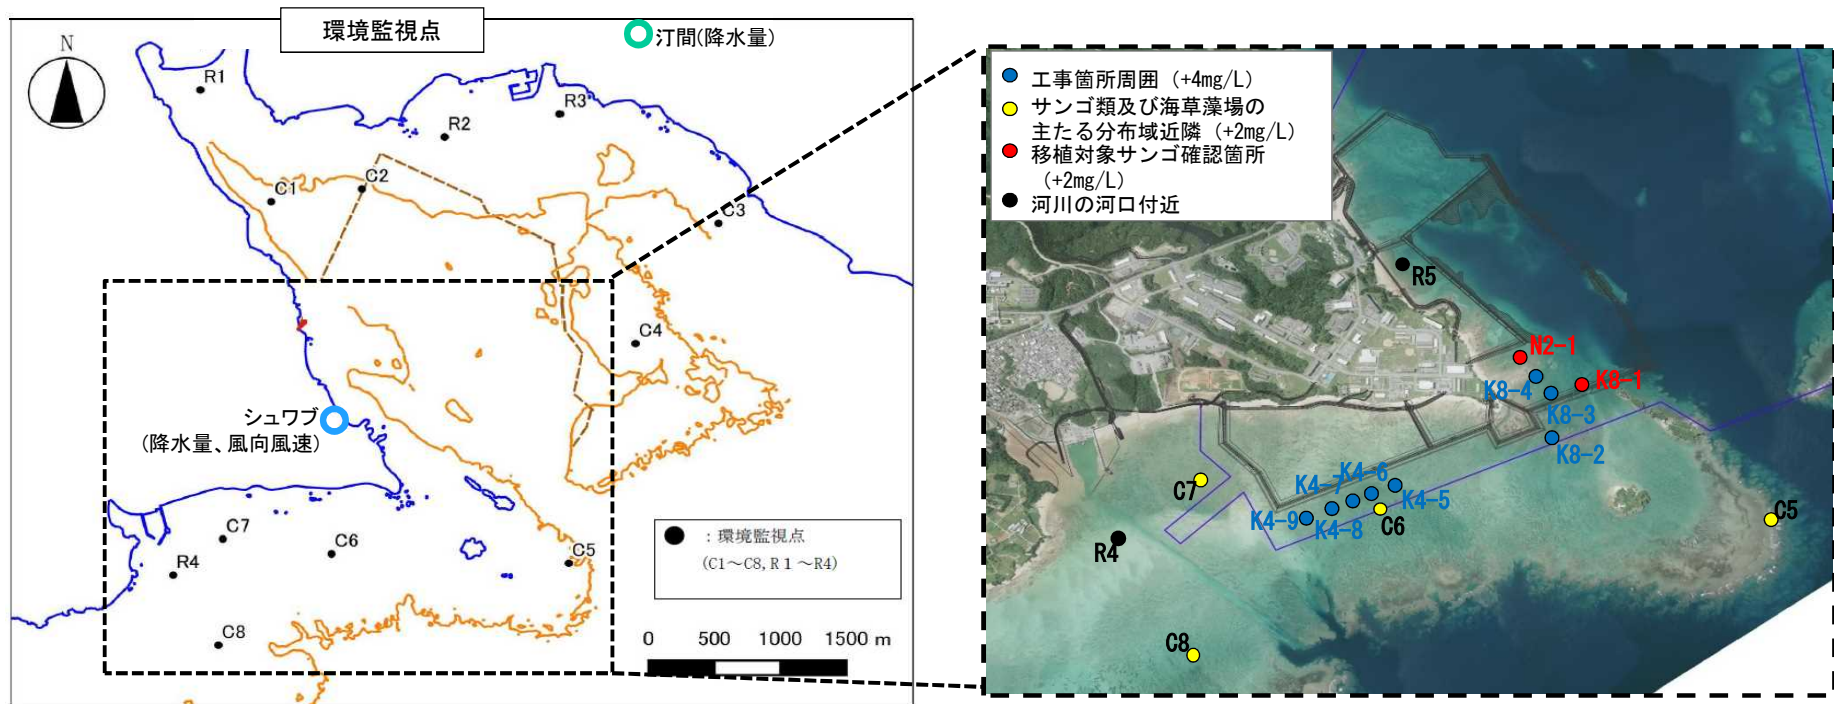 環境監視点
汀間(降水量)
N
R1
R2
R3
C1
C2
C3
C4
シュワブ
(降水量、風向風速)
C7
C6
C5
R4
C8
：環境監視点
(C1～C8,R１～R4)
0 500 1000 1500 m
工事箇所周囲（+4mg/L）
サンゴ類及び海草藻場の
主たる分布域近隣（+2mg/L）
移植対象サンゴ確認箇所
（+2mg/L）
河川の河口付近
R5
N2-1
K8-1
K8-4
K8-3
K8-2
K4-6
K4-7
K4-5
K4-9
K4-8
C7
C6
C5
R4
C8